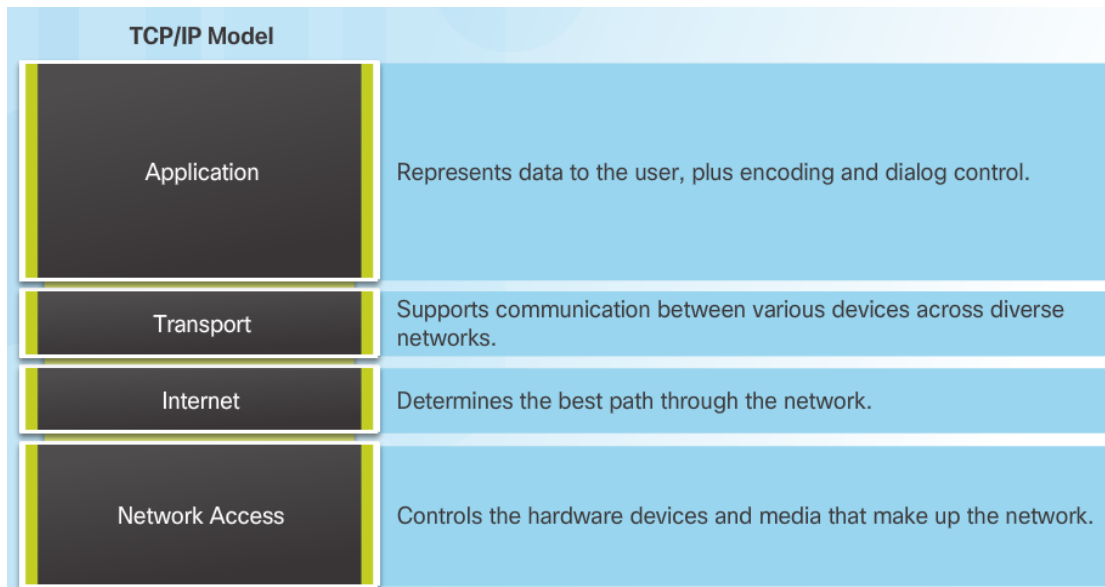 TCP/IP Model
Application
Represents data to the user, plus encoding and dialog control.
Transport
Supports communication between various devices across diverse
networks.
Internet
Determines the best path through the network.
Network Access
Controls the hardware devices and media that make up the network.